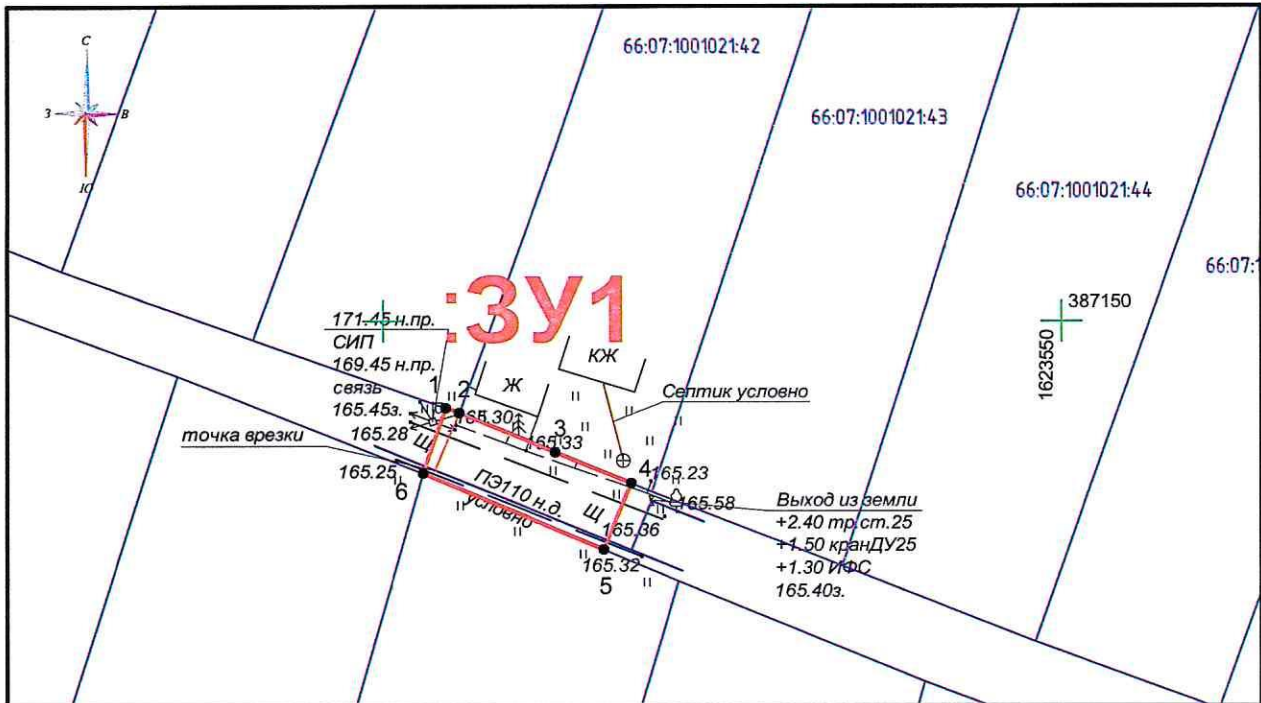 С
З
В
Ю
66:07:1001021:42
66:07:1001021:43
66:07:1001021:44
66:07:1
387150
1623550
:ЗУ1
171.45 н.пр.
СИП
169.45 н.пр.
связь
165.45з.
165.28
точка врезки
165.25
1
2
165.30
Ж
КЖ
Септик условно
3
165.33
4
165.23
165.58
Щ
ПЭ110 н.д.
условно
Щ
165.36
165.32
5
6
Выход из земли
+2.40 тр.ст.25
+1.50 кранДУ25
+1.30 ИФС
165.40з.